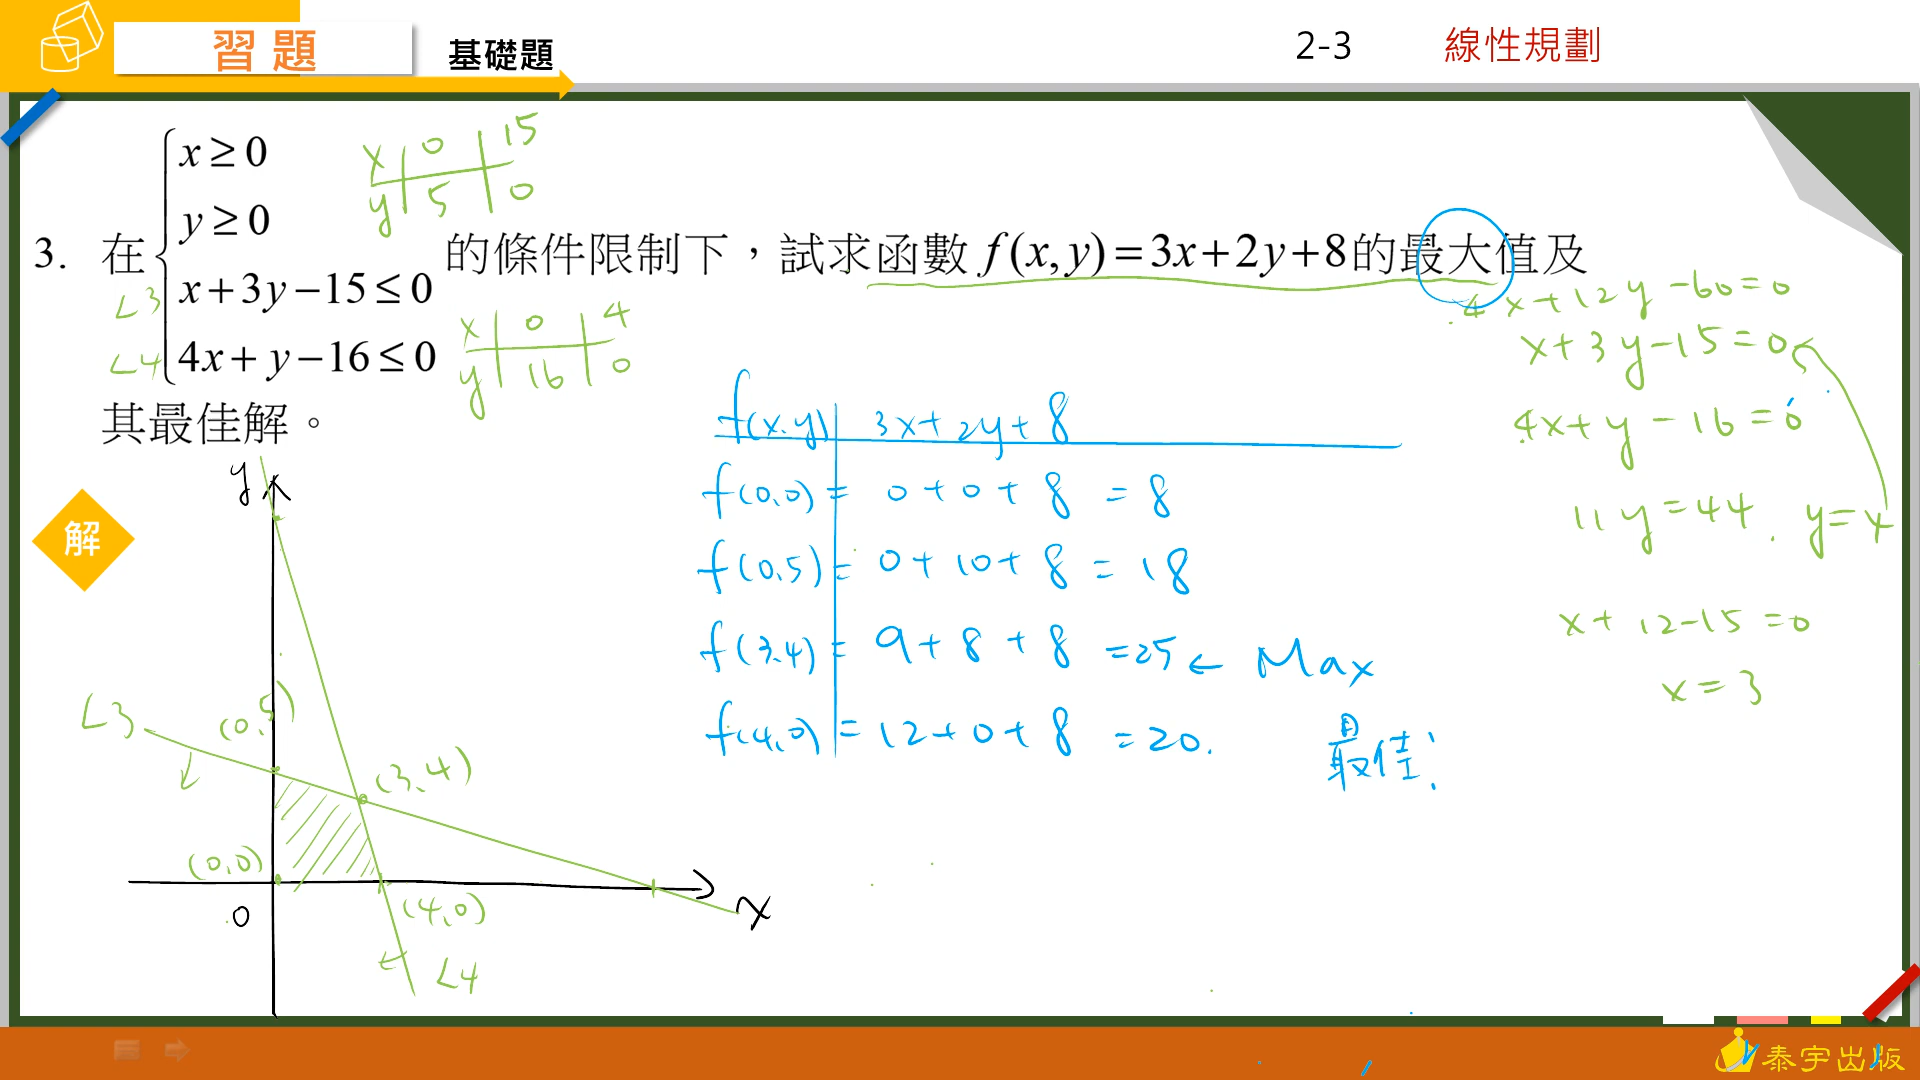 習題
基礎題
2-3 線性規劃
x ≥ 0
y ≥ 0
x + 3y − 15 ≤ 0
4x + y − 16 ≤ 0
3. 在 的條件限制下，試求函數 f(x, y) = 3x + 2y + 8 的最大值及
其最佳解。
x 0 15
y 5 0
L3
L4
x 0 4
y 16 0
解
y
L3
(0,5)
(3,4)
(0,0)
0
(4,0)
L4
x
f(x,y) 3x+2y+8
f(0,0) = 0+0+8 = 8
f(0,5) = 0+10+8 = 18
f(3,4) = 9+8+8 = 25 ← Max
f(4,0) = 12+0+8 = 20.
最佳:
4x+12y-60=0
x+3y-15=0
4x+y-16=0
11y=44. y=4
x+12-15=0
x=3
泰宇出版